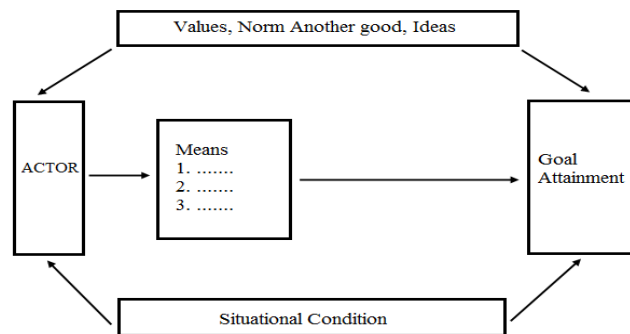 Values, Norm Another good, Ideas
ACTOR
Means
1. .......
2. .......
3. .......
Goal
Attainment
Situational Condition